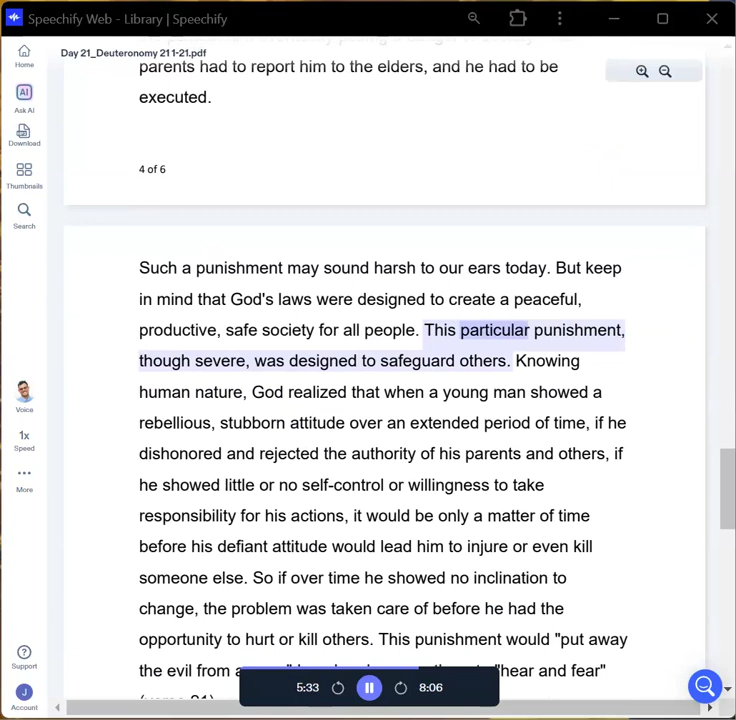 Speechify Web - Library | Speechify
Day 21_Deuteronomy 21 1-21.pdf
Home
Ask AI
Download
Thumbnails
Search
Voice
1x
Speed
More
Support
J
Account
parents had to report him to the elders, and he had to be
executed.
4 of 6
Such a punishment may sound harsh to our ears today. But keep
in mind that God's laws were designed to create a peaceful,
productive, safe society for all people. This particular punishment,
though severe, was designed to safeguard others. Knowing
human nature, God realized that when a young man showed a
rebellious, stubborn attitude over an extended period of time, if he
dishonored and rejected the authority of his parents and others, if
he showed little or no self-control or willingness to take
responsibility for his actions, it would be only a matter of time
before his defiant attitude would lead him to injure or even kill
someone else. So if over time he showed no inclination to
change, the problem was taken care of before he had the
opportunity to hurt or kill others. This punishment would "put away
the evil from "hear and fear"
5:33
8:06